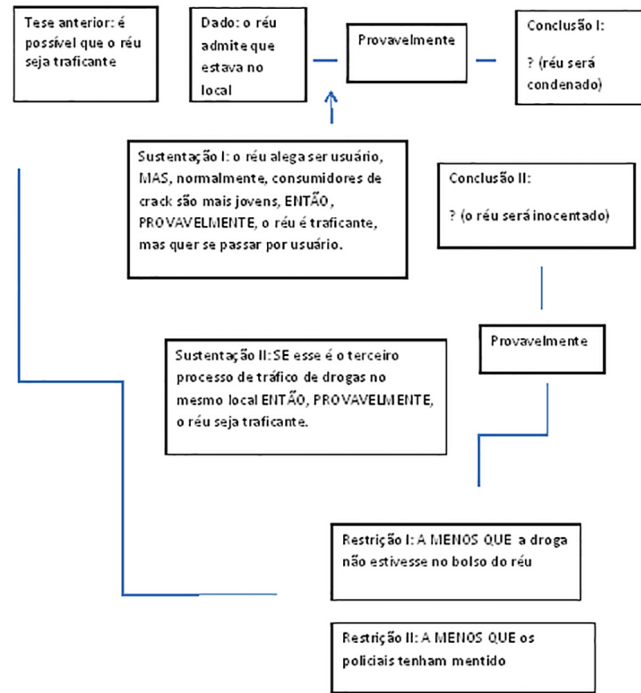 Tese anterior: é
possível que o réu
seja traficante
Dado: o réu
admite que
estava no
local
Provavelmente
Conclusão I:
? (réu será
condenado)
Sustentação I: o réu alega ser usuário,
MAS, normalmente, consumidores de
crack são mais jovens, ENTÃO,
PROVAVELMENTE, o réu é traficante,
mas quer se passar por usuário.
Conclusão II:
? (o réu será inocentado)
Provavelmente
Sustentação II: SE esse é o terceiro
processo de tráfico de drogas no
mesmo local ENTÃO, PROVAVELMENTE,
o réu seja traficante.
Restrição I: A MENOS QUE a droga
não estivesse no bolso do réu
Restrição II: A MENOS QUE os
policiais tenham mentido